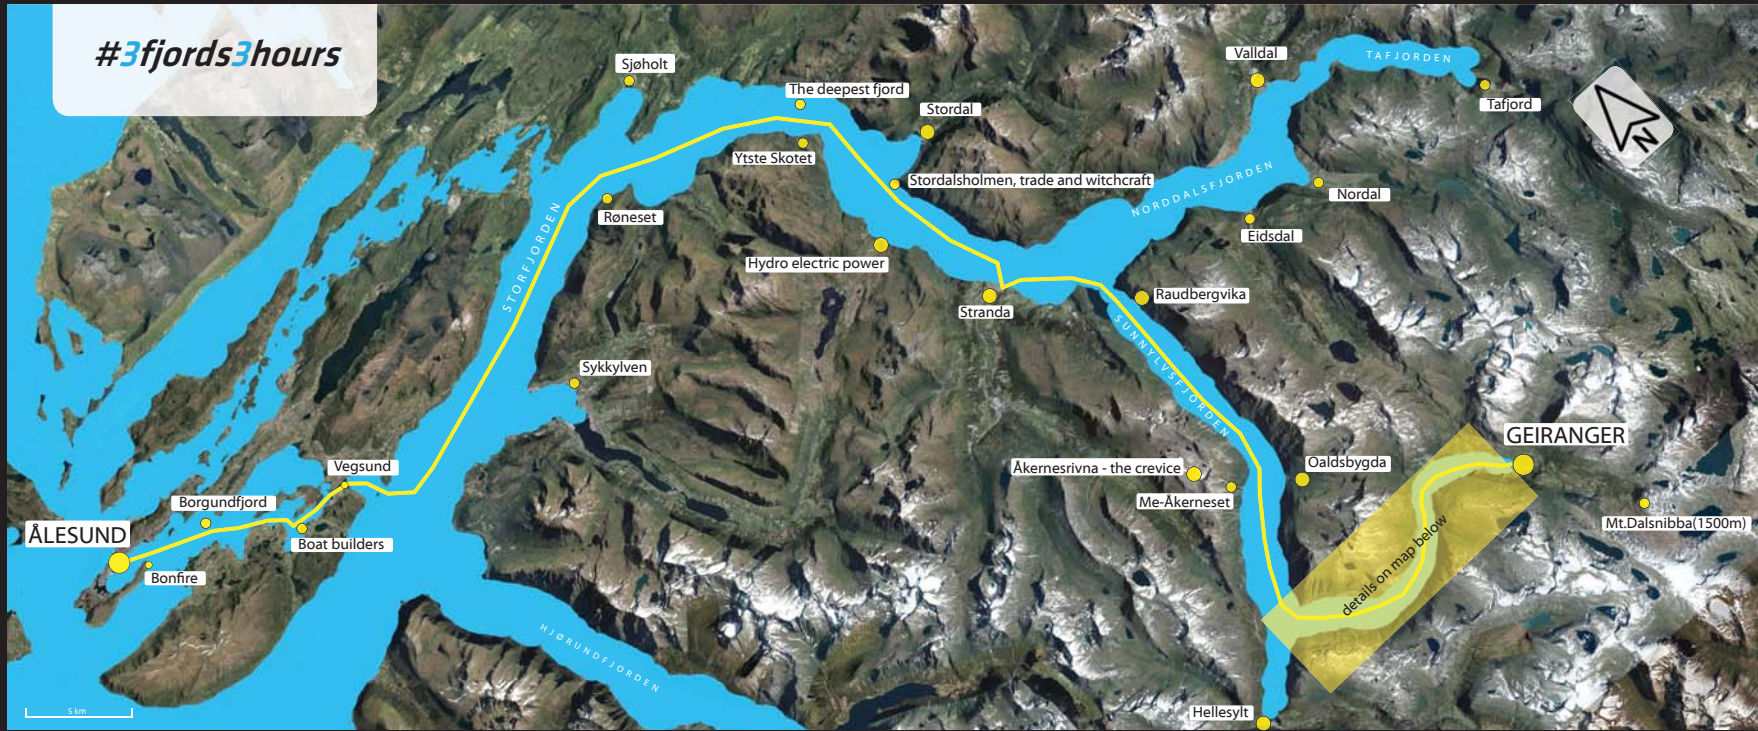 #3fjords3hours
Sjøholt
The deepest fjord
Stordal
Valldal
TAFJORDEN
Tafjord
N
Ytste Skotet
Stordalsholmen, trade and witchcraft
NORDDALSFJORDEN
Nordal
Røneset
Eidsdal
STORFJORDEN
Hydro electric power
Raudbergvika
Stranda
SUNNYLVSFJORDEN
Sykkylven
GEIRANGER
Vegsund
Åkernesrivna - the crevice
Oaldsbygda
Borgundfjord
Me-Åkerneset
Mt.Dalsnibba(1500m)
ÅLESUND
Boat builders
details on map below
Bonfire
HJØRUNDFJORDEN
Hellesylt
5 km